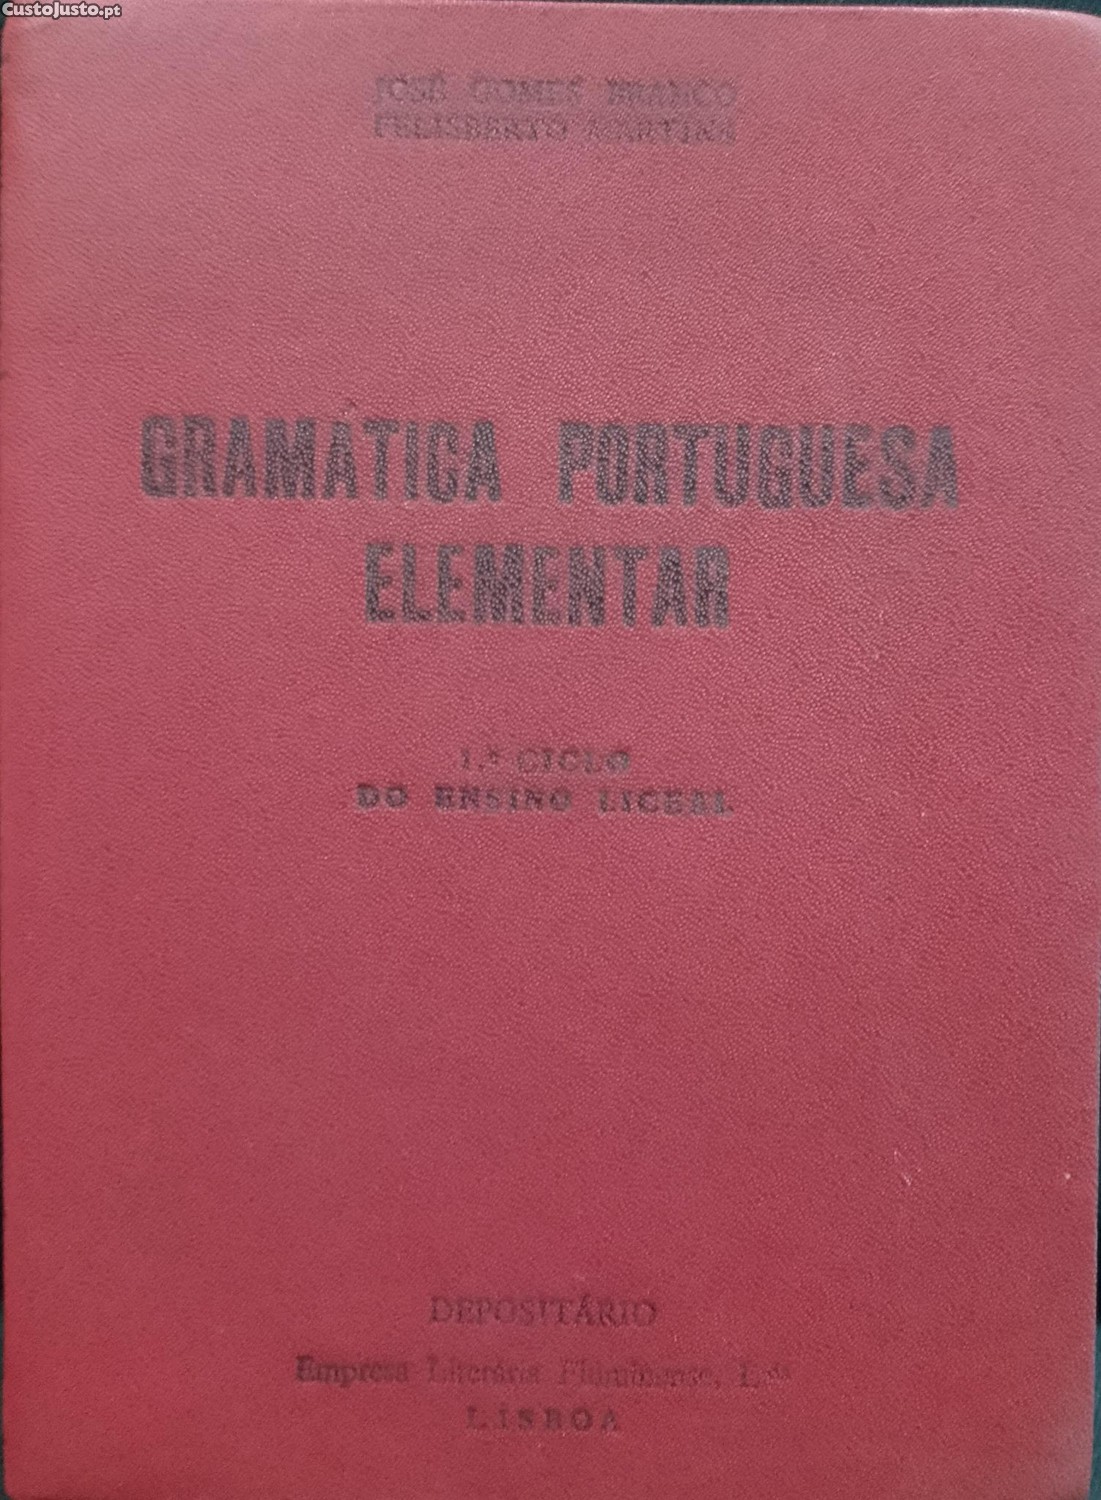 CustoJusto.pt
JOSÉ GOMES BRANCO
FELISBERTO MARTINS
GRAMÁTICA PORTUGUESA
ELEMENTAR
1.º CICLO
DO ENSINO LICEAL
DEPOSITÁRIO
Empresa Literária Fluminense, L.da
LISBOA